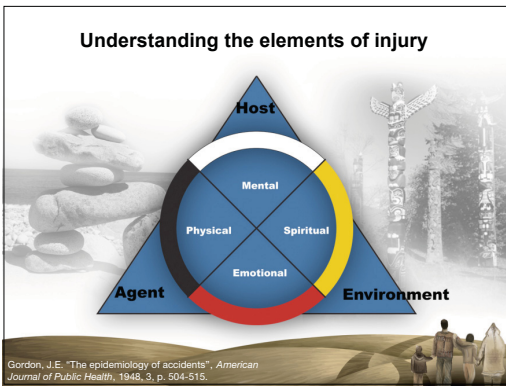 Understanding the elements of injury
Host
Mental
Physical
Spiritual
Emotional
Agent
Environment
Gordon, J.E. "The epidemiology of accidents", American
Journal of Public Health, 1948, 3, p. 504-515.